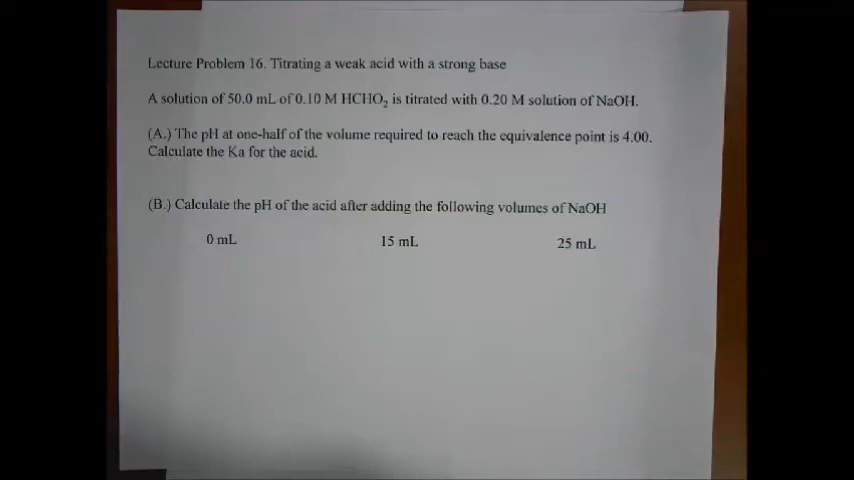 Lecture Problem 16. Titrating a weak acid with a strong base
A solution of 50.0 mL of 0.10 M HCHO₂ is titrated with 0.20 M solution of NaOH.
(A.) The pH at one-half of the volume required to reach the equivalence point is 4.00.
Calculate the Ka for the acid.
(B.) Calculate the pH of the acid after adding the following volumes of NaOH
0 mL 15 mL 25 mL